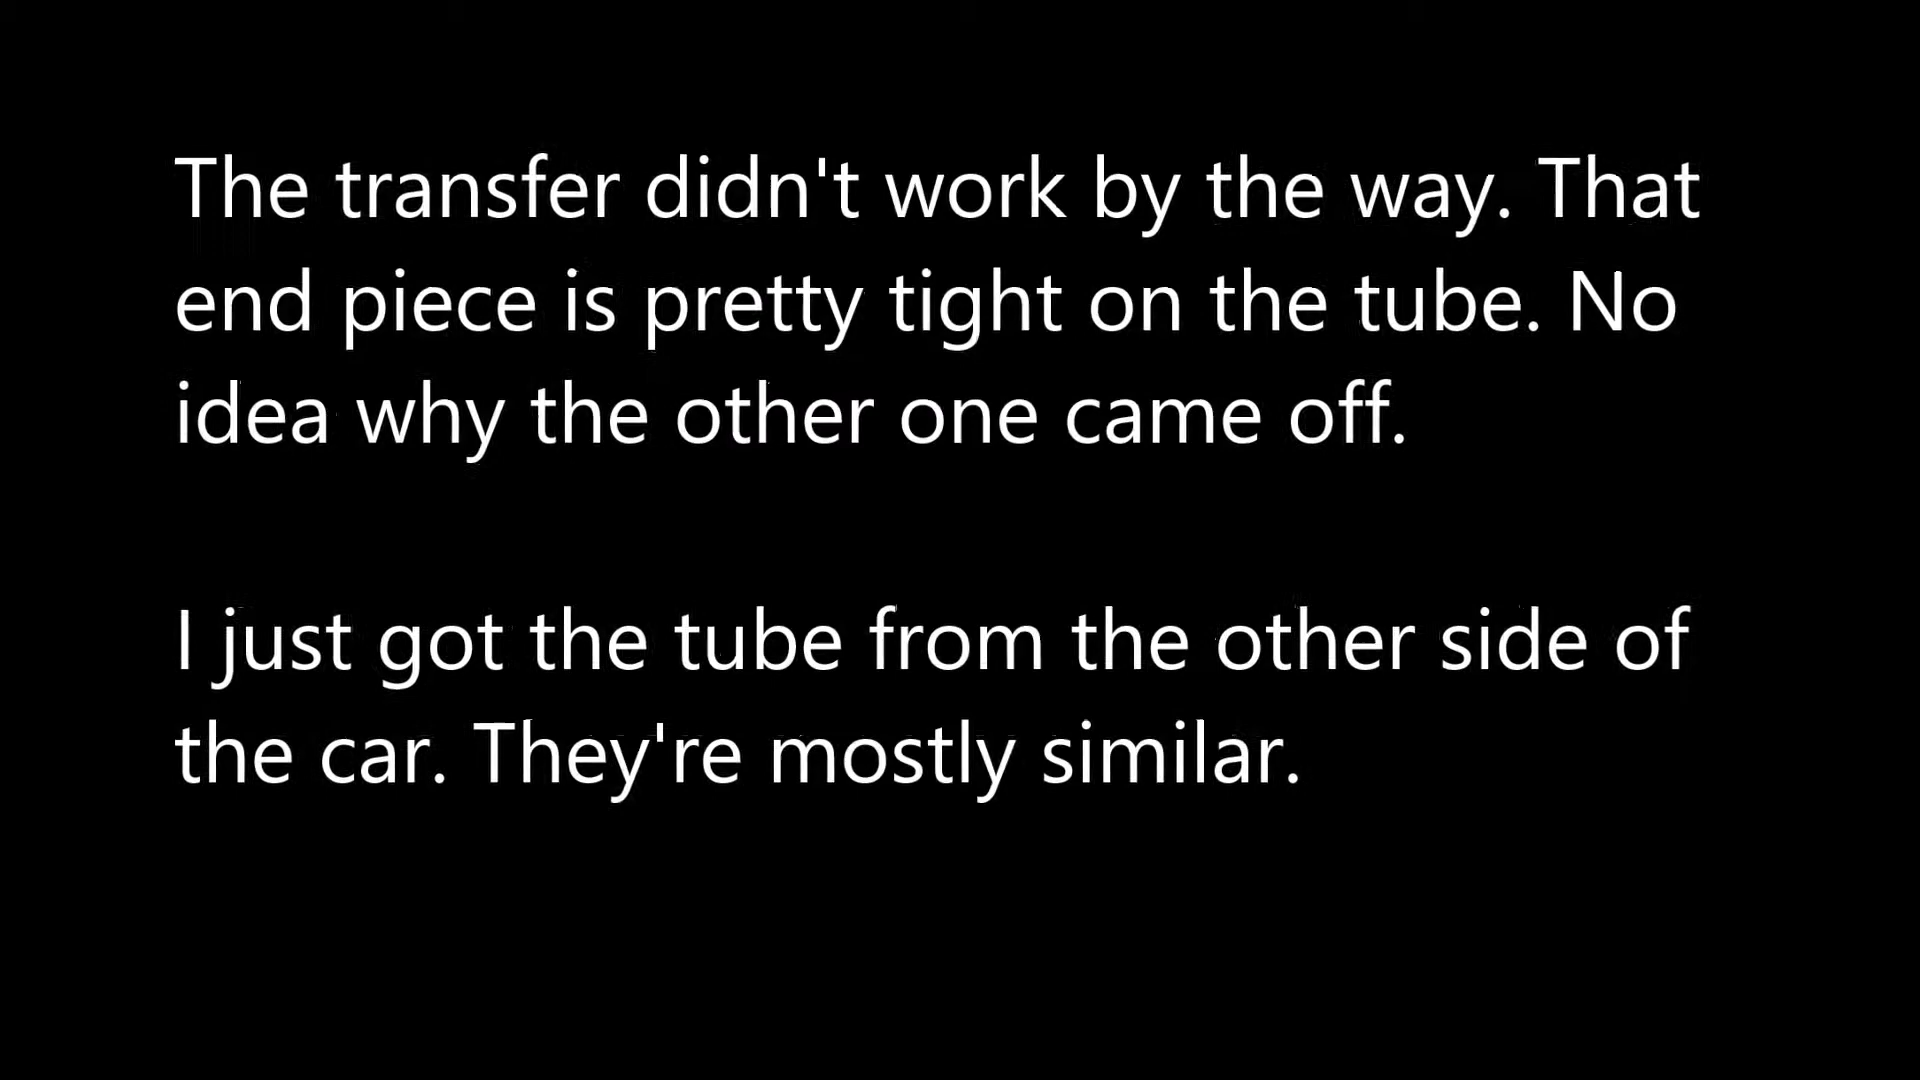 The transfer didn't work by the way. That
end piece is pretty tight on the tube. No
idea why the other one came off.
I just got the tube from the other side of
the car. They're mostly similar.